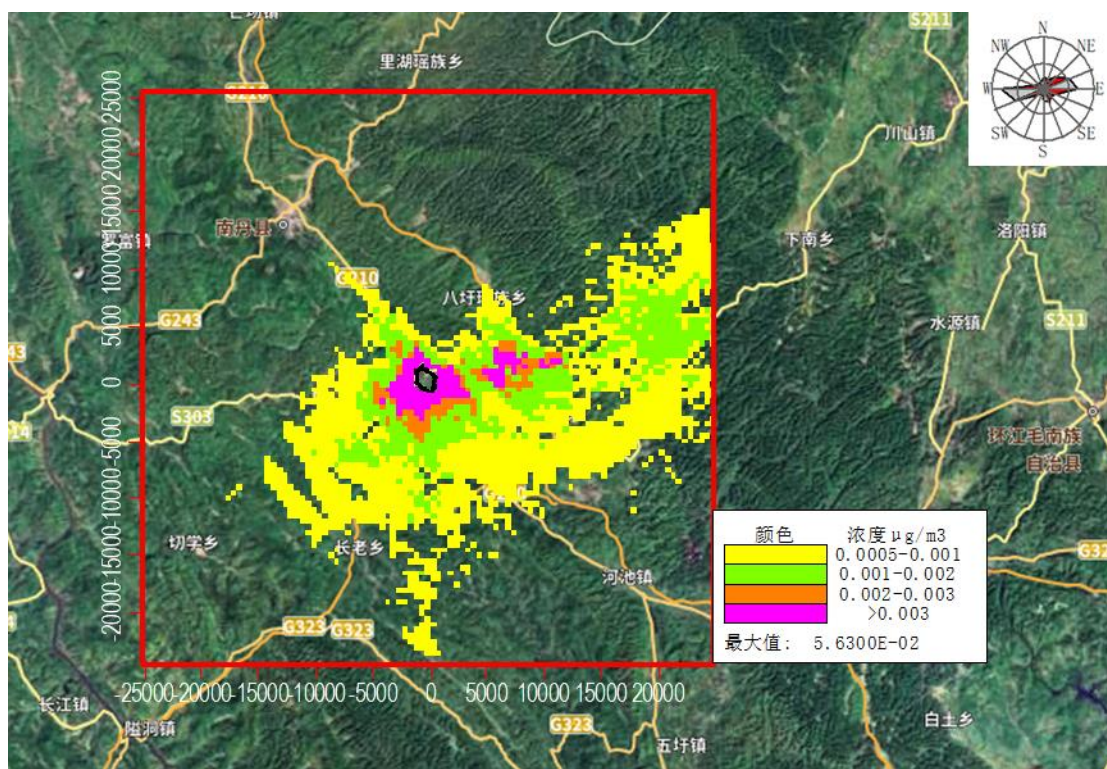 S211
里湖瑶族乡
N
NW
NE
W
E
SW
SE
S
川山镇
南丹县
G210
下南乡
洛阳镇
八圩瑶族乡
G243
水源镇
S211
S303
环江毛南族
自治县
切学乡
长老乡
河池镇
G323
G323
G323
长江镇
隘洞镇
五圩镇
白土乡
25000
20000
15000
10000
5000
0
-5000
-10000
-15000
-20000
-25000
-20000
-15000
-10000
-5000
0
5000
10000
15000
20000
颜色 浓度μg/m3
0.0005-0.001
0.001-0.002
0.002-0.003
>0.003
最大值: 5.6300E-02